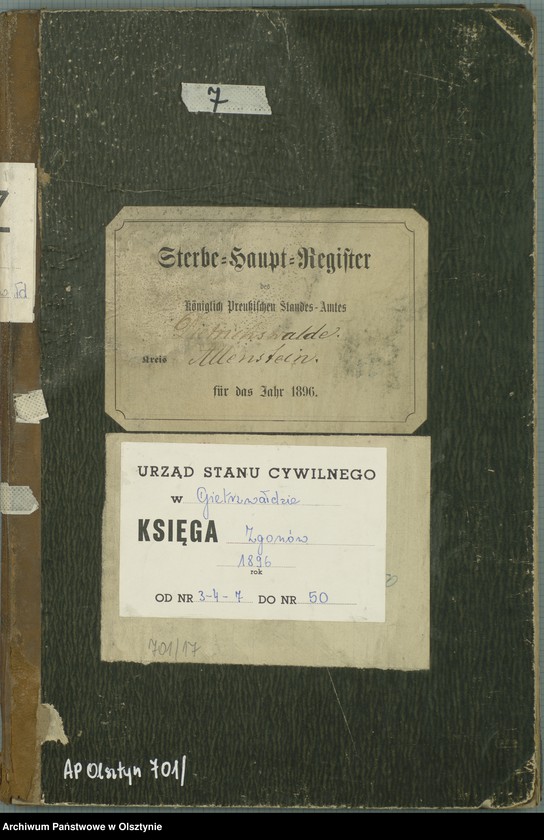 7
Z
Sterbe=Haupt=Register
des
Königlich Preußischen Standes-Amtes
Dietrichswalde.
Kreis Allenstein.
für das Jahr 1896.
URZĄD STANU CYWILNEGO
w Gietrzwałdzie
KSIĘGA Zgonów
1896
rok
OD NR 3-4-7 DO NR 50
701/17
AP Olsztyn 701/
Archiwum Państwowe w Olsztynie